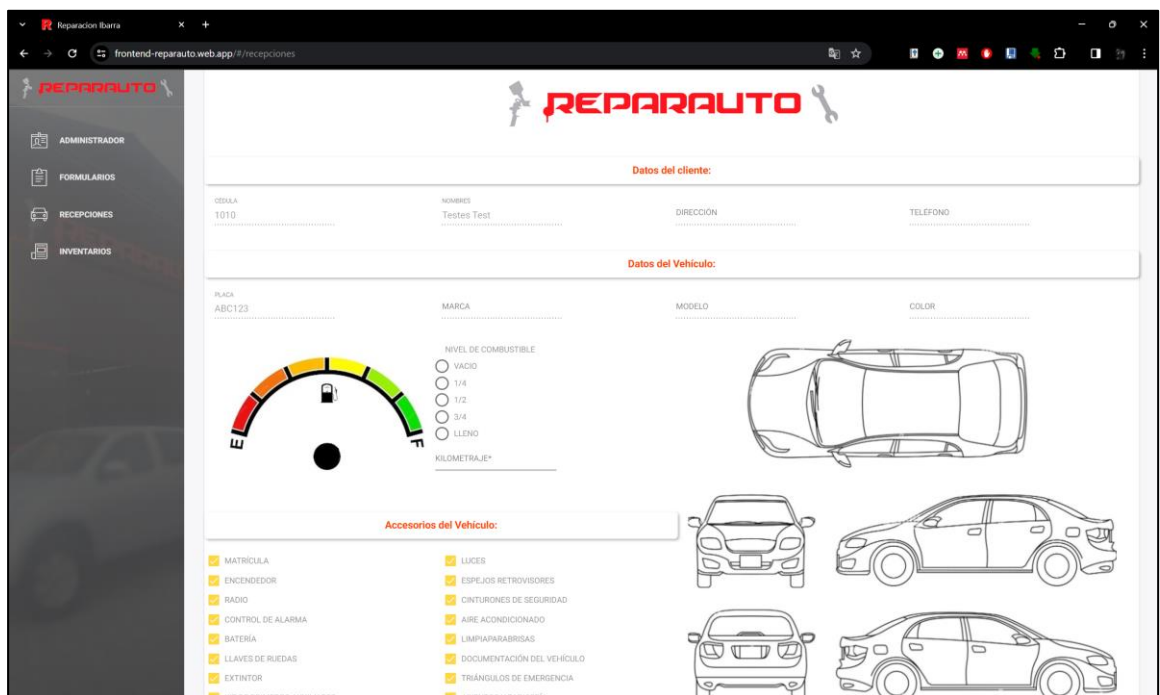 Reparacion Ibarra
frontend-reparauto.web.app/#/recepciones
REPARAUTO
ADMINISTRADOR
FORMULARIOS
RECEPCIONES
INVENTARIOS
REPARAUTO
Datos del cliente:
CÉDULA NOMBRES
1010 Testes Test DIRECCIÓN TELÉFONO
Datos del Vehículo:
PLACA
ABC123 MARCA MODELO COLOR
E F
NIVEL DE COMBUSTIBLE
VACIO
1/4
1/2
3/4
LLENO
KILOMETRAJE*
Accesorios del Vehículo:
MATRÍCULA LUCES
ENCENDEDOR ESPEJOS RETROVISORES
RADIO CINTURONES DE SEGURIDAD
CONTROL DE ALARMA AIRE ACONDICIONADO
BATERÍA LIMPIAPARABRISAS
LLAVES DE RUEDAS DOCUMENTACIÓN DEL VEHÍCULO
EXTINTOR TRIÁNGULOS DE EMERGENCIA